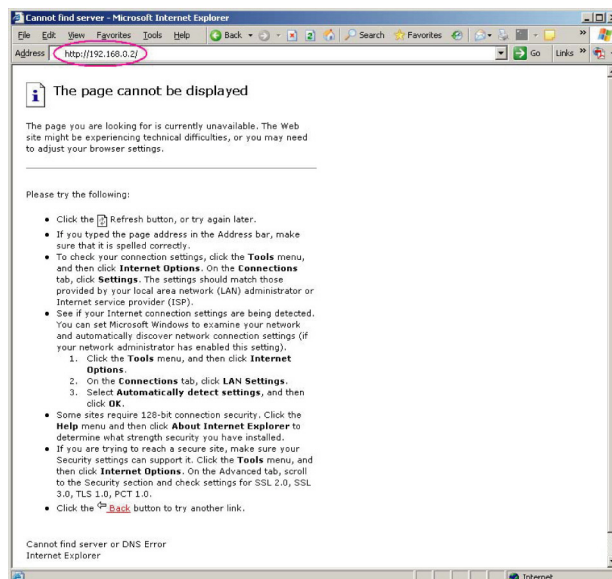 Cannot find server - Microsoft Internet Explorer
File Edit View Favorites Tools Help Back Search Favorites »
Address http://192.168.0.2/ Go Links »
The page cannot be displayed
The page you are looking for is currently unavailable. The Web
site might be experiencing technical difficulties, or you may need
to adjust your browser settings.
Please try the following:
• Click the Refresh button, or try again later.
• If you typed the page address in the Address bar, make
sure that it is spelled correctly.
• To check your connection settings, click the Tools menu,
and then click Internet Options. On the Connections
tab, click Settings. The settings should match those
provided by your local area network (LAN) administrator or
Internet service provider (ISP).
• See if your Internet connection settings are being detected.
You can set Microsoft Windows to examine your network
and automatically discover network connection settings (if
your network administrator has enabled this setting).
1. Click the Tools menu, and then click Internet
Options.
2. On the Connections tab, click LAN Settings.
3. Select Automatically detect settings, and then
click OK.
• Some sites require 128-bit connection security. Click the
Help menu and then click About Internet Explorer to
determine what strength security you have installed.
• If you are trying to reach a secure site, make sure your
Security settings can support it. Click the Tools menu, and
then click Internet Options. On the Advanced tab, scroll
to the Security section and check settings for SSL 2.0, SSL
3.0, TLS 1.0, PCT 1.0.
• Click the Back button to try another link.
Cannot find server or DNS Error
Internet Explorer
Internet